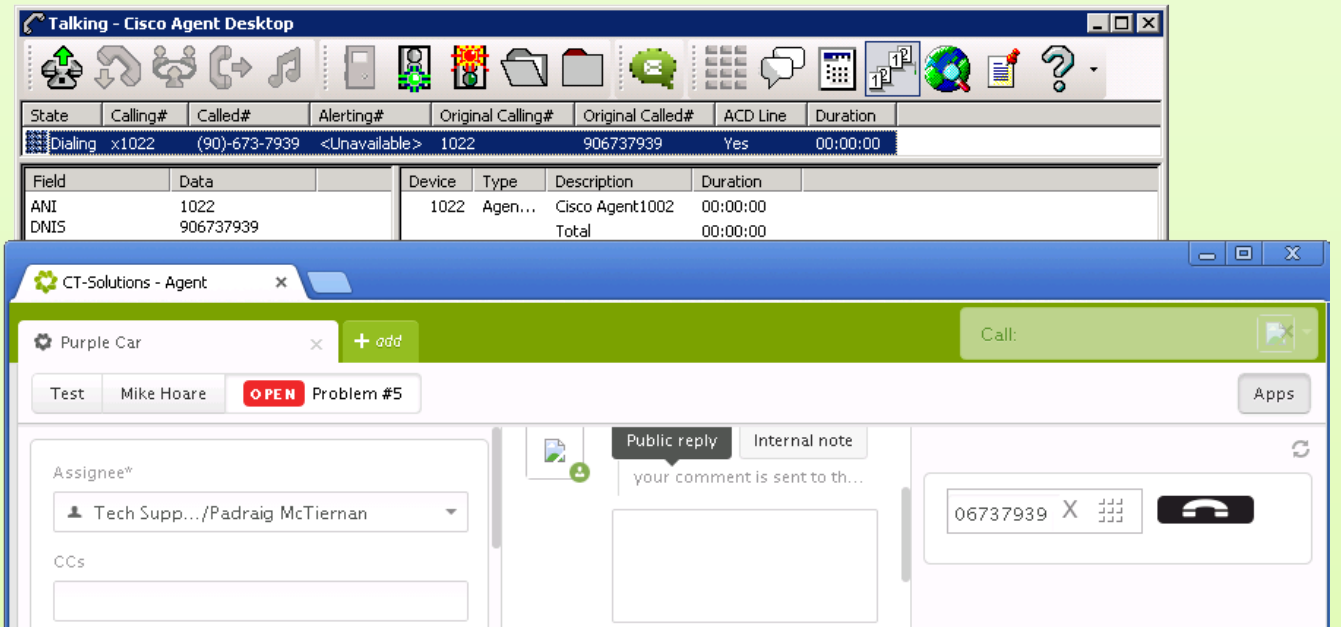 Talking - Cisco Agent Desktop
State Calling# Called# Alerting# Original Calling# Original Called# ACD Line Duration
Dialing x1022 (90)-673-7939 <Unavailable> 1022 906737939 Yes 00:00:00
Field Data Device Type Description Duration
ANI 1022 1022 Agen... Cisco Agent1002 00:00:00
DNIS 906737939 Total 00:00:00
CT-Solutions - Agent
Purple Car + add Call:
Test Mike Hoare OPEN Problem #5 Apps
Public reply Internal note
Assignee* your comment is sent to th...
Tech Supp.../Padraig McTiernan 06737939 X
CCs